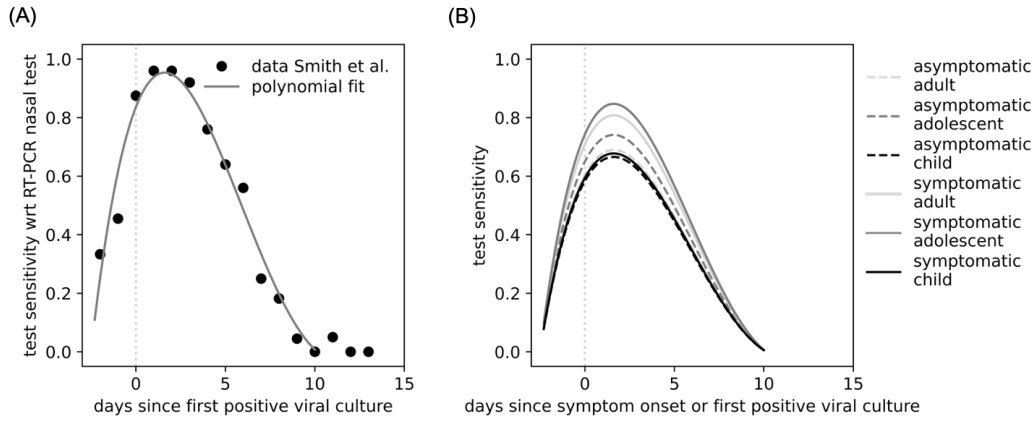 (A)
test sensitivity wrt RT-PCR nasal test
1.0
0.8
0.6
0.4
0.2
0.0
data Smith et al.
polynomial fit
0
5
10
15
days since first positive viral culture
(B)
test sensitivity
1.0
0.8
0.6
0.4
0.2
0.0
0
5
10
15
days since symptom onset or first positive viral culture
asymptomatic
adult
asymptomatic
adolescent
asymptomatic
child
symptomatic
adult
symptomatic
adolescent
symptomatic
child